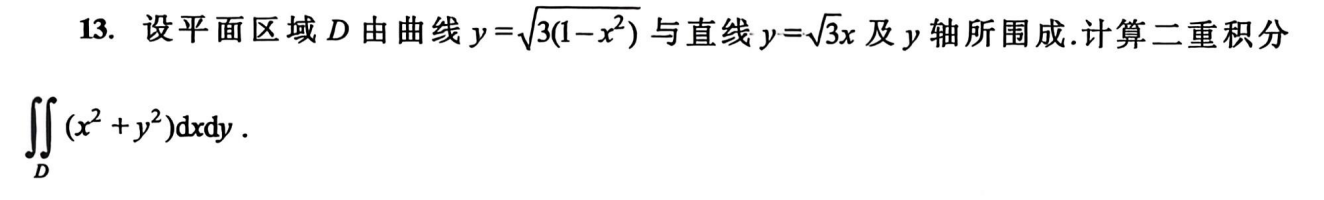 13. 设平面区域 D 由曲线 y=√3(1−x²) 与直线 y=√3x 及 y 轴所围成.计算二重积分
∬_D (x²+y²)dxdy .